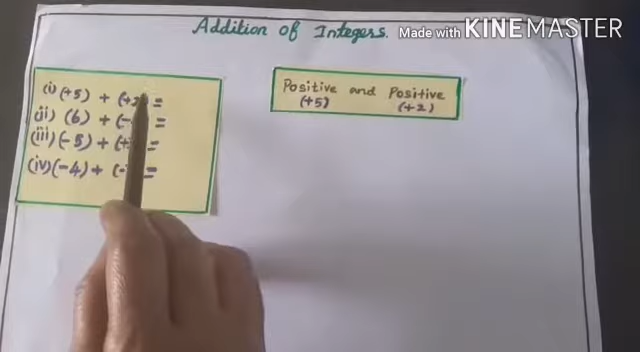 Addition of Integers.
Made with KINEMASTER
(i) (+5) + (+2) =
(ii) (6) + (- =
(iii) (-5) + (+ =
(iv) (-4) + (- =
Positive and Positive
(+5) (+2)